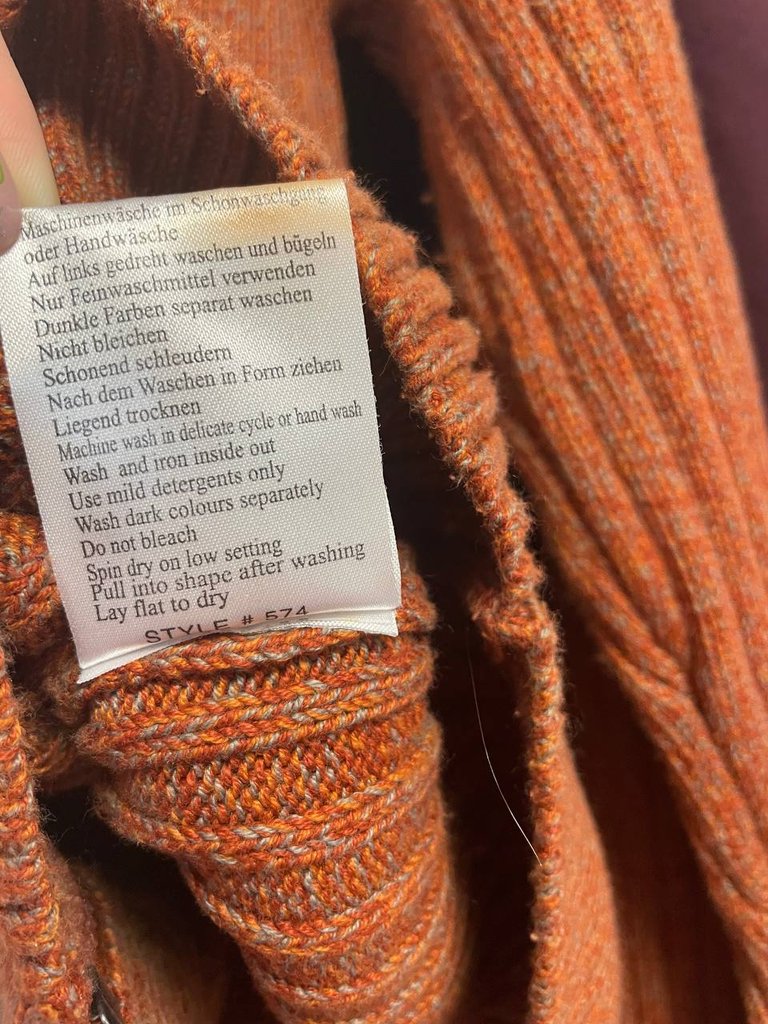 Maschinenwäsche im Schonwaschgung
oder Handwäsche
Auf links gedreht waschen und bügeln
Nur Feinwaschmittel verwenden
Dunkle Farben separat waschen
Nicht bleichen
Schonend schleudern
Nach dem Waschen in Form ziehen
Liegend trocknen
Machine wash in delicate cycle or hand wash
Wash and iron inside out
Use mild detergents only
Wash dark colours separately
Do not bleach
Spin dry on low setting
Pull into shape after washing
Lay flat to dry
STYLE # 574